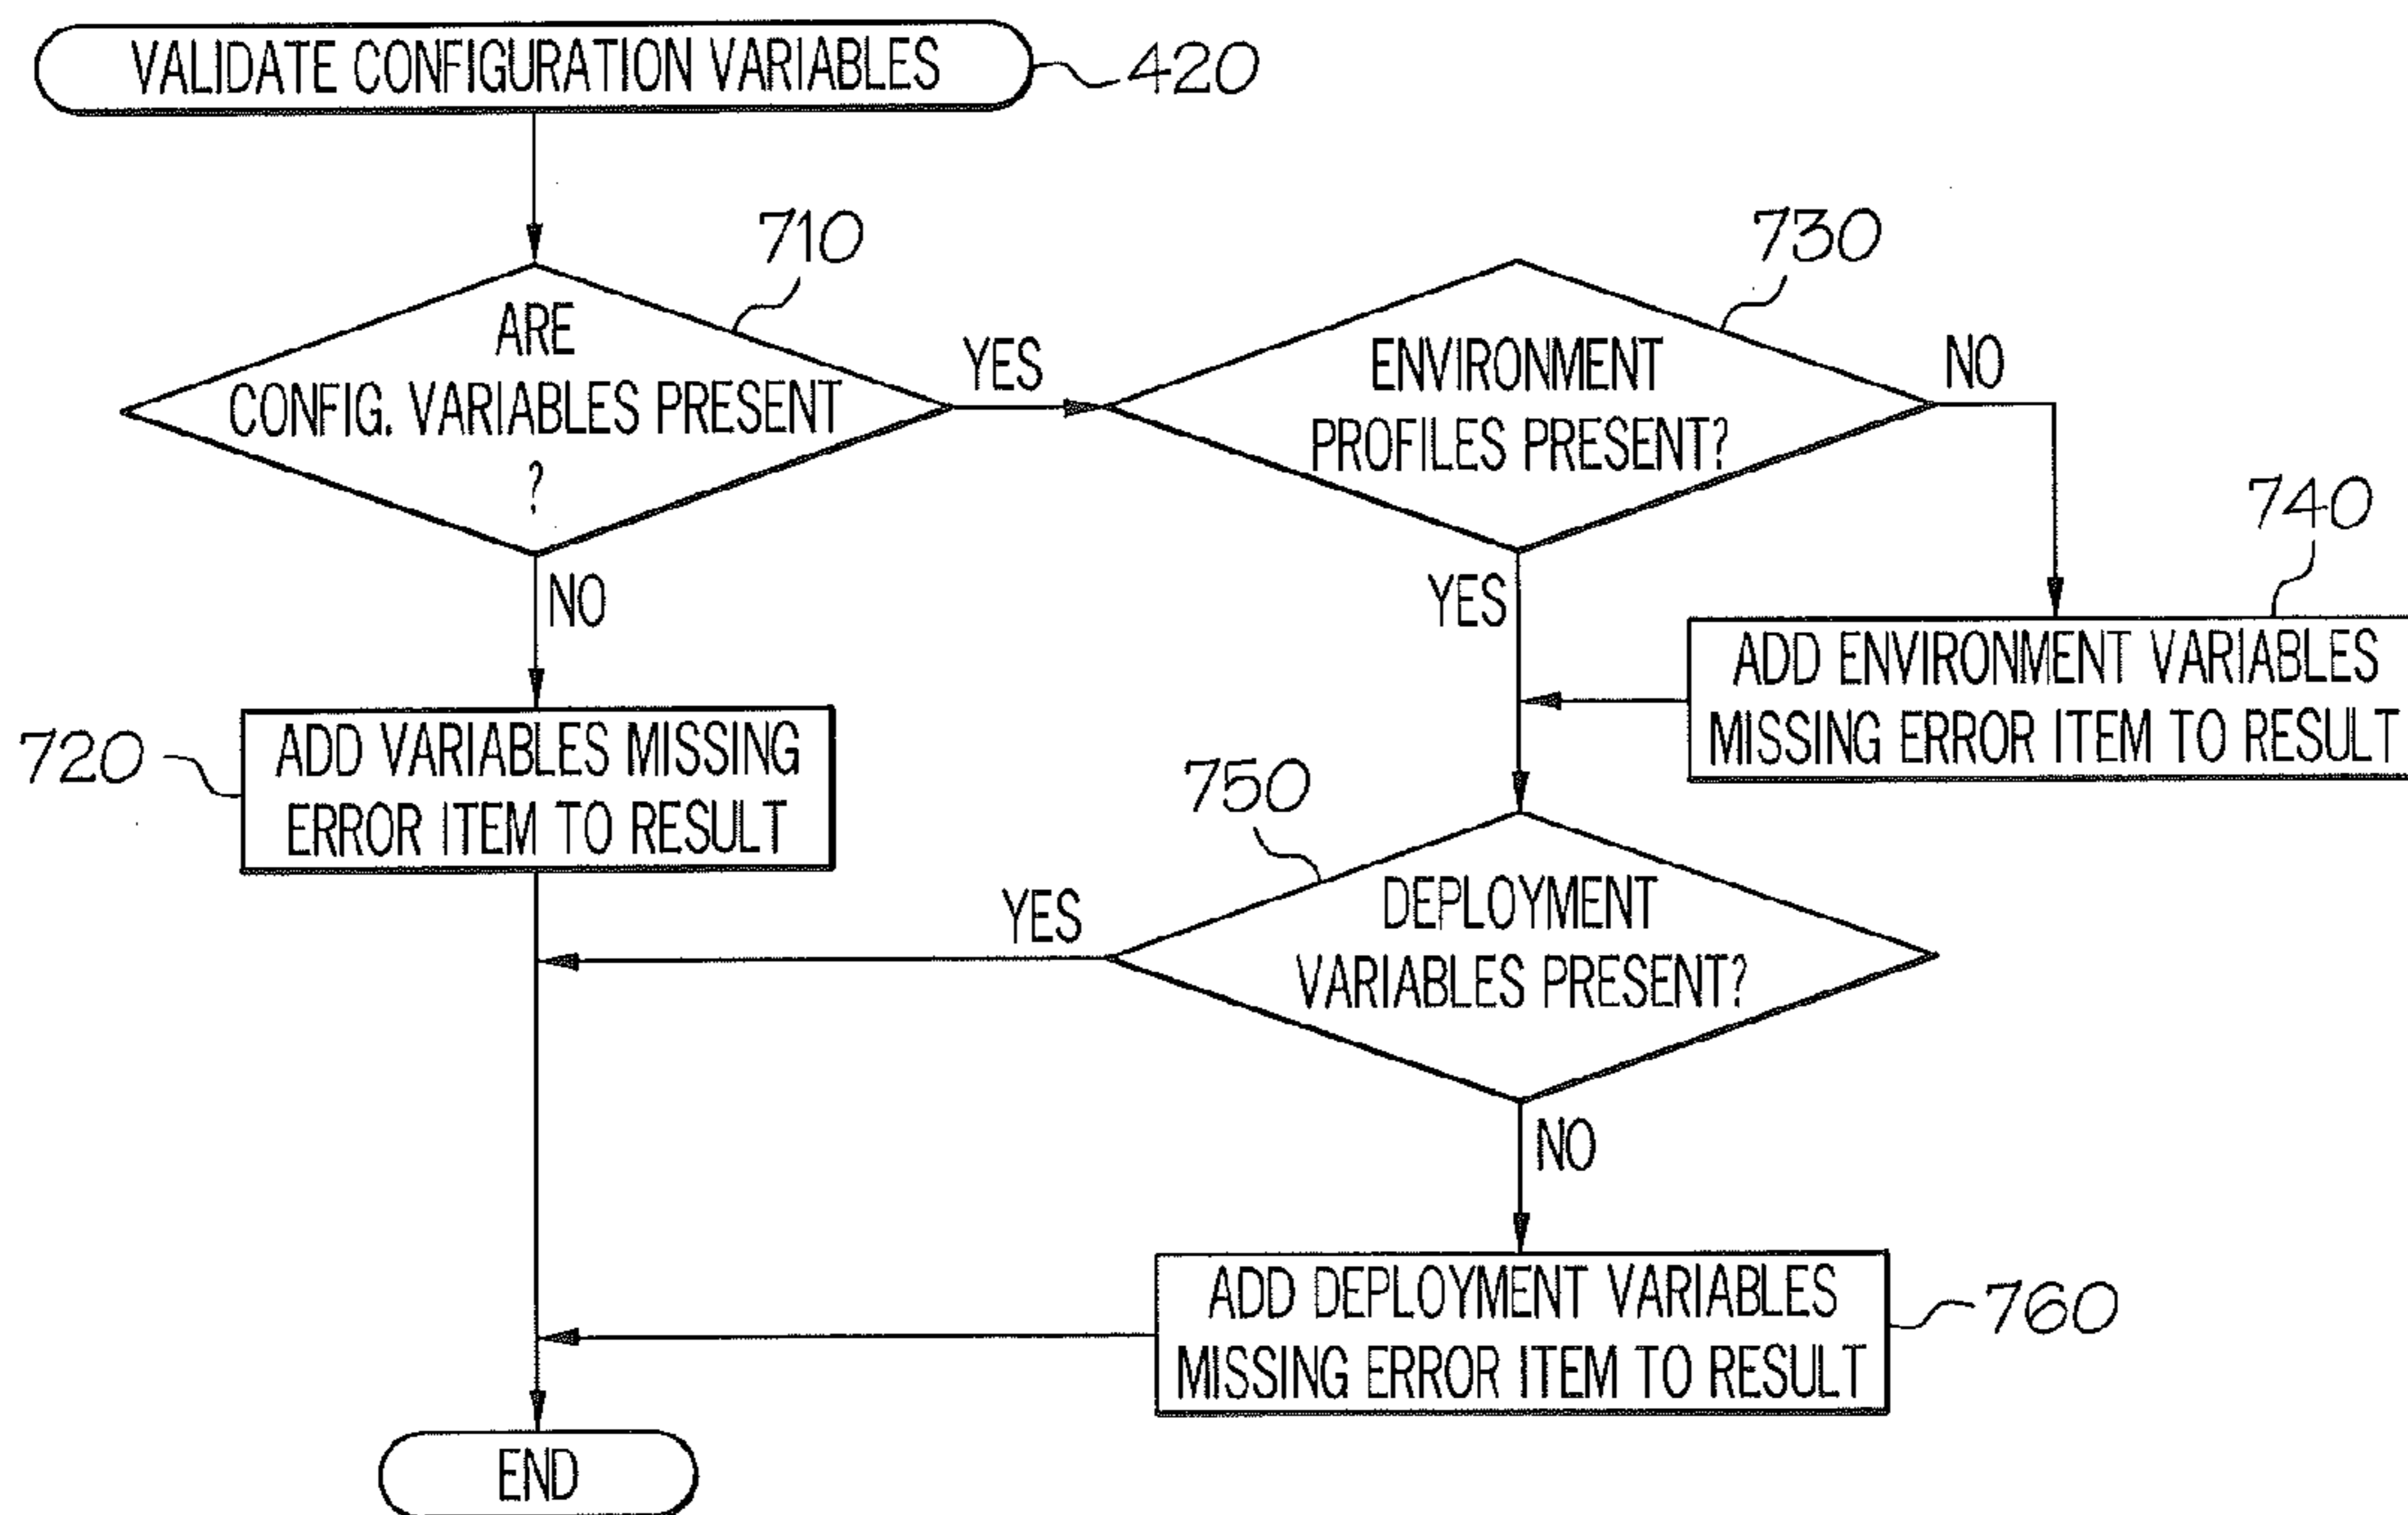 VALIDATE CONFIGURATION VARIABLES
420
710
ARE
CONFIG. VARIABLES PRESENT
?
YES
730
ENVIRONMENT
PROFILES PRESENT?
NO
NO
YES
740
ADD ENVIRONMENT VARIABLES
MISSING ERROR ITEM TO RESULT
720
ADD VARIABLES MISSING
ERROR ITEM TO RESULT
750
DEPLOYMENT
VARIABLES PRESENT?
YES
NO
ADD DEPLOYMENT VARIABLES
MISSING ERROR ITEM TO RESULT
760
END